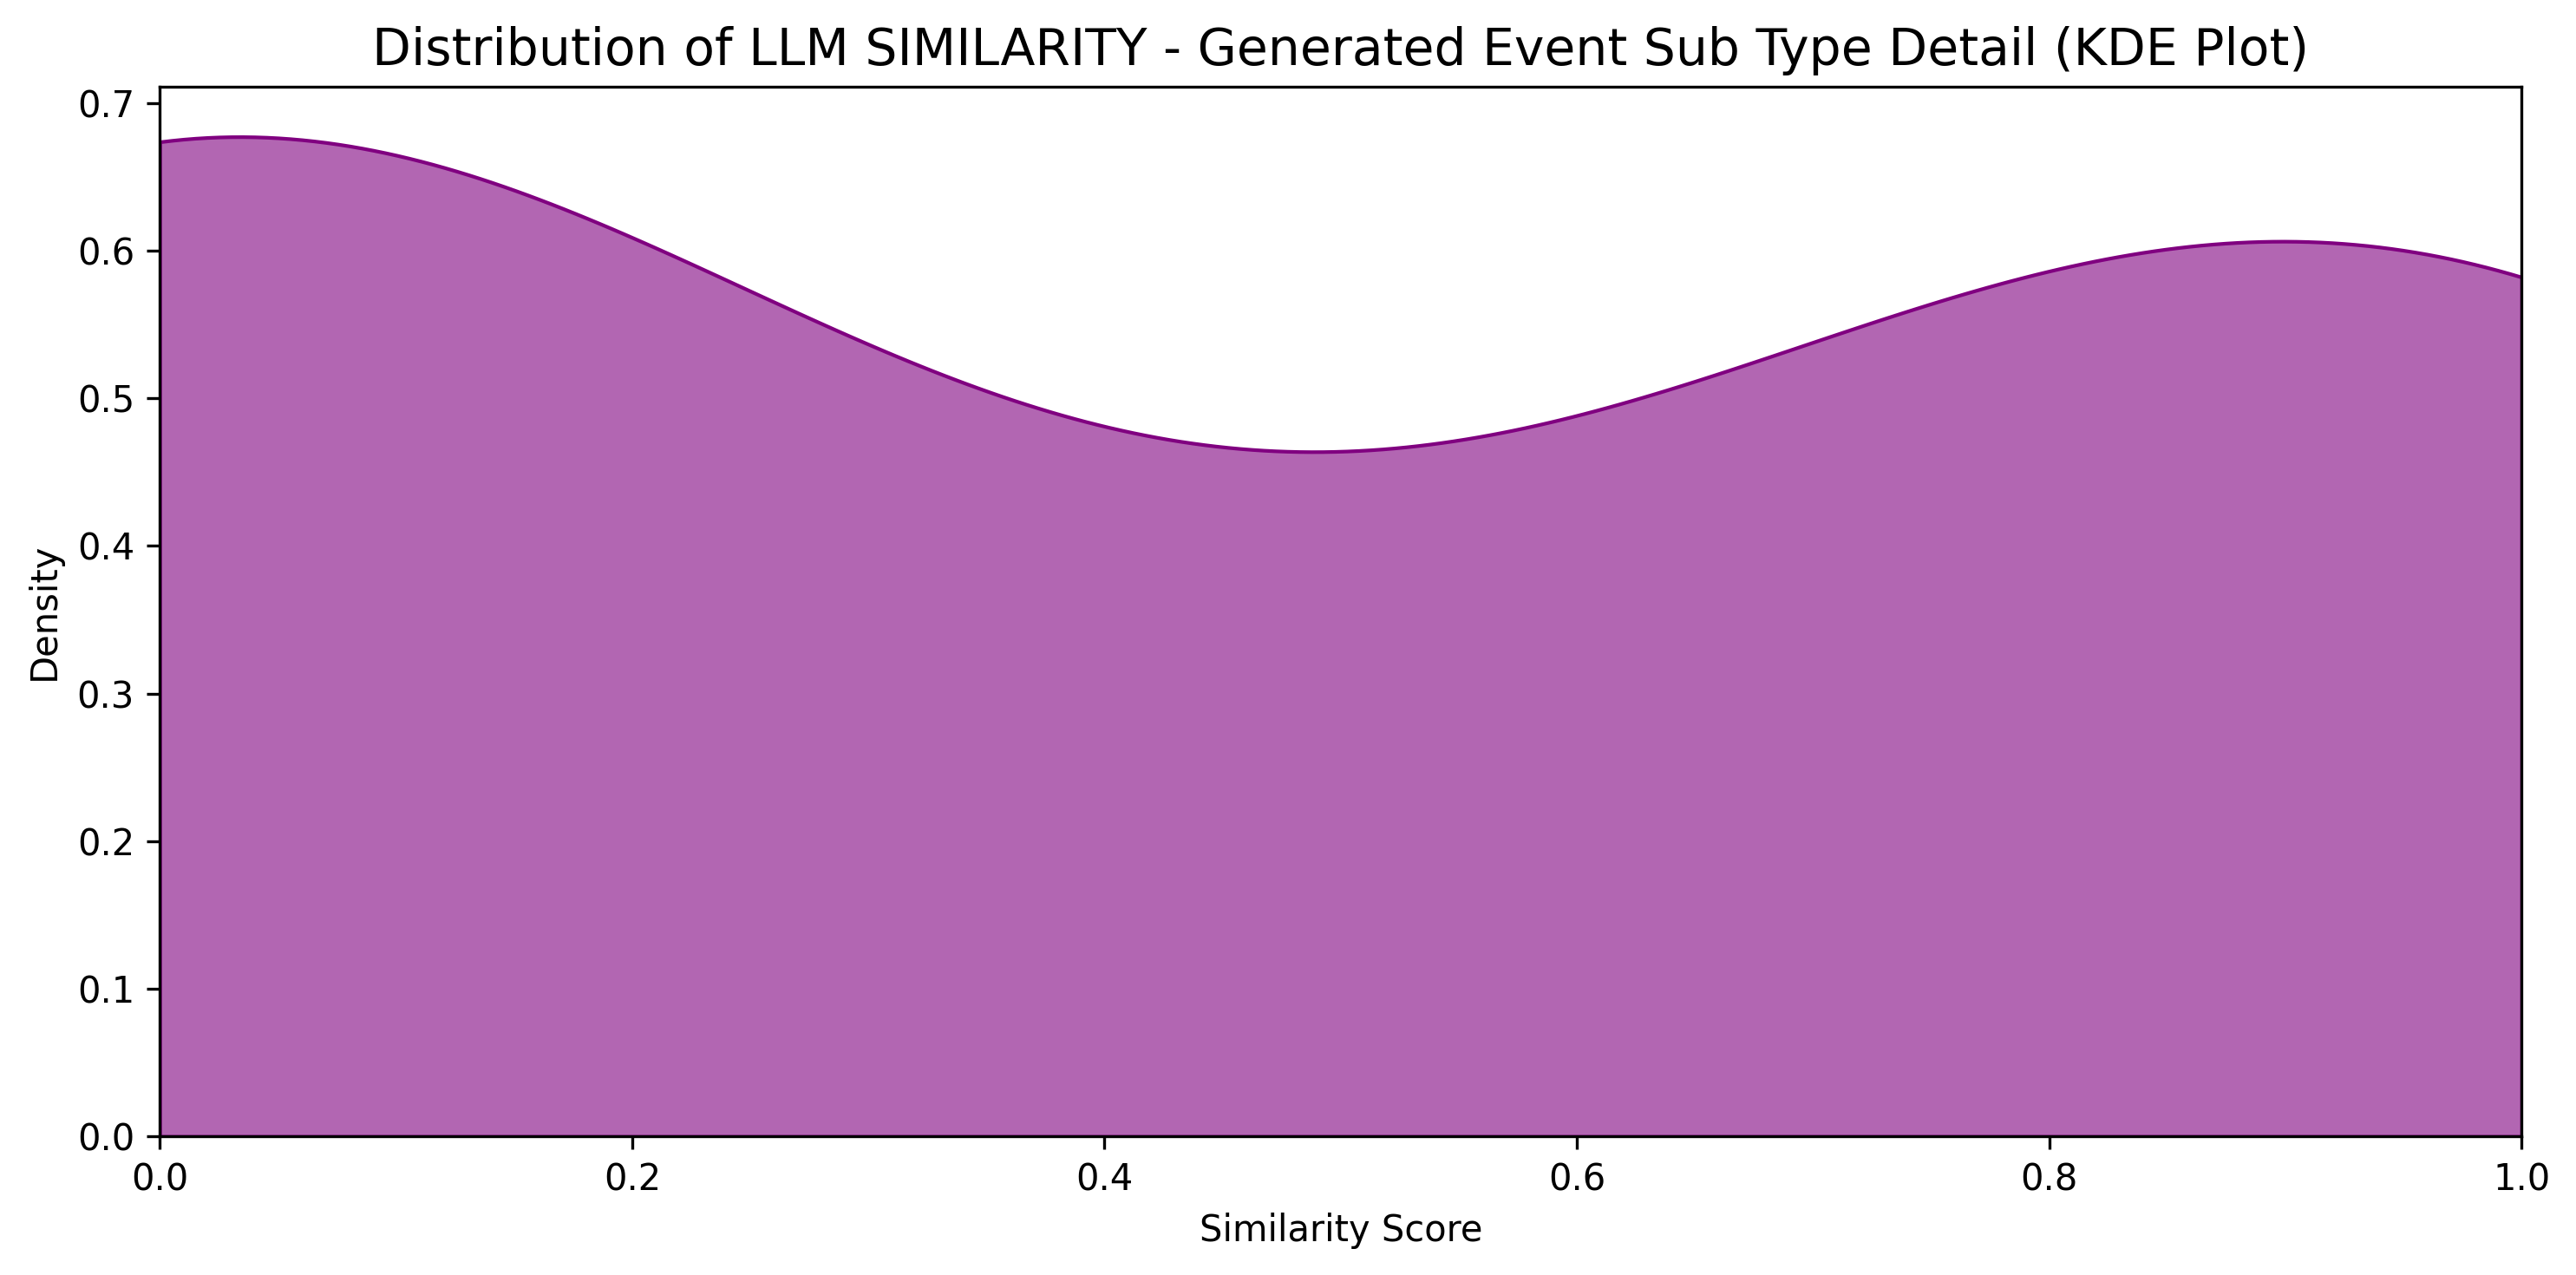 Distribution of LLM SIMILARITY - Generated Event Sub Type Detail (KDE Plot)
0.7
0.6
0.5
0.4
0.3
0.2
0.1
0.0
Density
0.0 0.2 0.4 0.6 0.8 1.0
Similarity Score